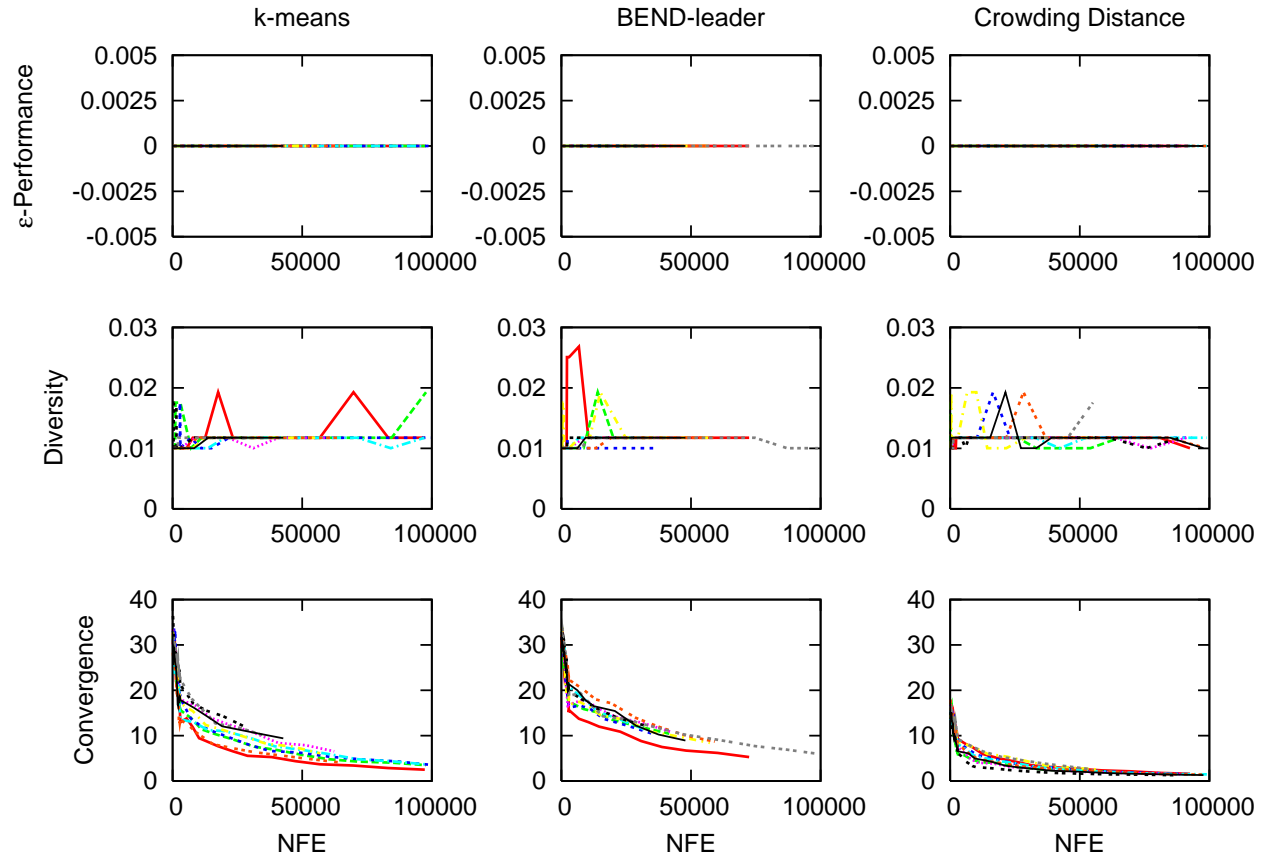 k-means BEND-leader Crowding Distance
ε-Performance
0.005 0.005 0.005
0.0025 0.0025 0.0025
0 0 0
-0.0025 -0.0025 -0.0025
-0.005 -0.005 -0.005
0 50000 100000 0 50000 100000 0 50000 100000
Diversity
0.03 0.03 0.03
0.02 0.02 0.02
0.01 0.01 0.01
0 0 0
0 50000 100000 0 50000 100000 0 50000 100000
Convergence
40 40 40
30 30 30
20 20 20
10 10 10
0 0 0
0 50000 100000 0 50000 100000 0 50000 100000
NFE NFE NFE